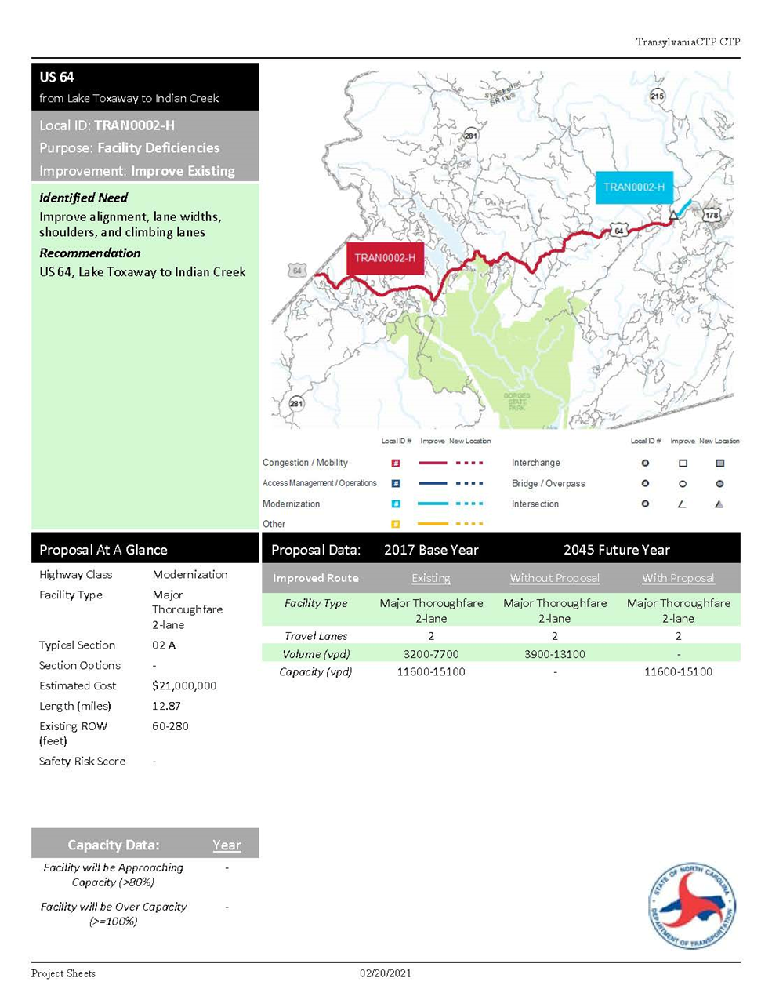 TransylvaniaCTP CTP
US 64
from Lake Toxaway to Indian Creek
Local ID: TRAN0002-H
Purpose: Facility Deficiencies
Improvement: Improve Existing
Identified Need
Improve alignment, lane widths,
shoulders, and climbing lanes
Recommendation
US 64, Lake Toxaway to Indian Creek
215
281
TRAN0002-H
178
64
TRAN0002-H
64
GORGES
STATE
PARK
281
Local ID # Improve New Location
Local ID # Improve New Location
Congestion / Mobility #
Interchange #
Access Management / Operations #
Bridge / Overpass #
Modernization #
Intersection #
Other #
Proposal At A Glance
Highway Class Modernization
Facility Type Major
Thoroughfare
2-lane
Typical Section 02 A
Section Options -
Estimated Cost $21,000,000
Length (miles) 12.87
Existing ROW 60-280
(feet)
Safety Risk Score -
Proposal Data: 2017 Base Year 2045 Future Year
Improved Route Existing Without Proposal With Proposal
Facility Type Major Thoroughfare Major Thoroughfare Major Thoroughfare
2-lane 2-lane 2-lane
Travel Lanes 2 2 2
Volume (vpd) 3200-7700 3900-13100 -
Capacity (vpd) 11600-15100 - 11600-15100
Capacity Data: Year
Facility will be Approaching -
Capacity (>80%)
Facility will be Over Capacity -
(>=100%)
STATE OF NORTH CAROLINA
DEPARTMENT OF TRANSPORTATION
Project Sheets 02/20/2021